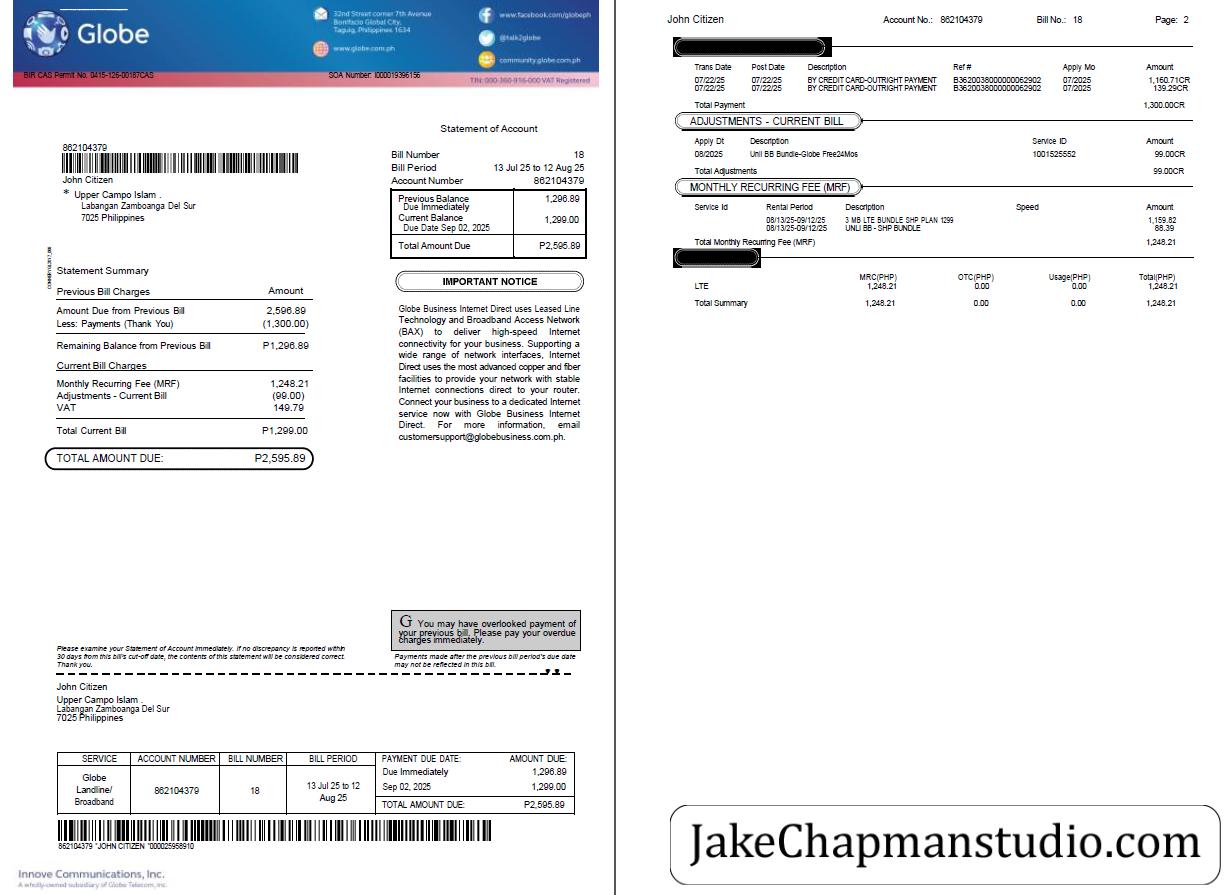 Globe
32nd Street corner 7th Avenue
Bonifacio Global City,
Taguig, Philippines 1634
www.globe.com.ph
www.facebook.com/globeph
@talk2globe
community.globe.com.ph
BIR CAS Permit No. 0415-126-00187CAS
SOA Number: I000019396156
TIN: 000-360-916-000 VAT Registered
Statement of Account
862104379
John Citizen
* Upper Campo Islam .
Labangan Zamboanga Del Sur
7025 Philippines
Bill Number 18
Bill Period 13 Jul 25 to 12 Aug 25
Account Number 862104379
Previous Balance 1,296.89
Due Immediately
Current Balance 1,299.00
Due Date Sep 02, 2025
Total Amount Due P2,595.89
Statement Summary
Previous Bill Charges Amount
Amount Due from Previous Bill 2,596.89
Less: Payments (Thank You) (1,300.00)
Remaining Balance from Previous Bill P1,296.89
Current Bill Charges
Monthly Recurring Fee (MRF) 1,248.21
Adjustments - Current Bill (99.00)
VAT 149.79
Total Current Bill P1,299.00
TOTAL AMOUNT DUE: P2,595.89
IMPORTANT NOTICE
Globe Business Internet Direct uses Leased Line
Technology and Broadband Access Network
(BAX) to deliver high-speed Internet
connectivity for your business. Supporting a
wide range of network interfaces, Internet
Direct uses the most advanced copper and fiber
facilities to provide your network with stable
Internet connections direct to your router.
Connect your business to a dedicated Internet
service now with Globe Business Internet
Direct. For more information, email
customersupport@globebusiness.com.ph.
G You may have overlooked payment of
your previous bill. Please pay your overdue
charges immediately.
Please examine your Statement of Account immediately. If no discrepancy is reported within
30 days from this bill's cut-off date, the contents of this statement will be considered correct.
Thank you.
Payments made after the previous bill period's due date
may not be reflected in this bill.
John Citizen
Upper Campo Islam .
Labangan Zamboanga Del Sur
7025 Philippines
SERVICE ACCOUNT NUMBER BILL NUMBER BILL PERIOD PAYMENT DUE DATE: AMOUNT DUE:
Globe
Landline/
Broadband
862104379
18
13 Jul 25 to 12
Aug 25
Due Immediately 1,296.89
Sep 02, 2025 1,299.00
TOTAL AMOUNT DUE: P2,595.89
862104379 *JOHN CITIZEN *000025958910
Innove Communications, Inc.
A wholly-owned subsidiary of Globe Telecom, Inc.
John Citizen Account No.: 862104379 Bill No.: 18 Page: 2
Trans Date Post Date Description Ref # Apply Mo Amount
07/22/25 07/22/25 BY CREDIT CARD-OUTRIGHT PAYMENT B3620038000000062902 07/2025 1,160.71CR
07/22/25 07/22/25 BY CREDIT CARD-OUTRIGHT PAYMENT B3620038000000062902 07/2025 139.29CR
Total Payment 1,300.00CR
ADJUSTMENTS - CURRENT BILL
Apply Dt Description Service ID Amount
08/2025 Unli BB Bundle-Globe Free24Mos 1001525552 99.00CR
Total Adjustments 99.00CR
MONTHLY RECURRING FEE (MRF)
Service Id Rental Period Description Speed Amount
08/13/25-09/12/25 3 MB LTE BUNDLE SHP PLAN 1299 1,159.82
08/13/25-09/12/25 UNLI BB - SHP BUNDLE 88.39
Total Monthly Recurring Fee (MRF) 1,248.21
MRC(PHP) OTC(PHP) Usage(PHP) Total(PHP)
LTE 1,248.21 0.00 0.00 1,248.21
Total Summary 1,248.21 0.00 0.00 1,248.21
JakeChapmanstudio.com